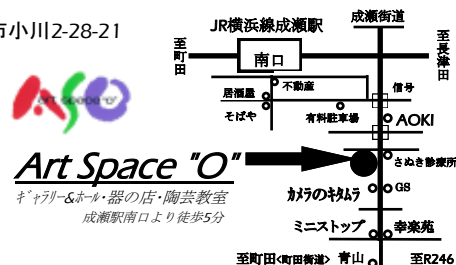 市小川2-28-21
art space "o"
Art Space "O"
ｷﾞｬﾗﾘｰ&ﾎｰﾙ・器の店・陶芸教室
成瀬駅南口より徒歩5分
成瀬街道
JR横浜線成瀬駅
至町田
南口
至長津田
不動産
居酒屋
信号
そばや
有料駐車場
AOKI
さぬき診療所
ｶﾒﾗのｷﾀﾑﾗ
GS
ミニストップ
幸楽苑
至町田<町田街道>
青山
至R246